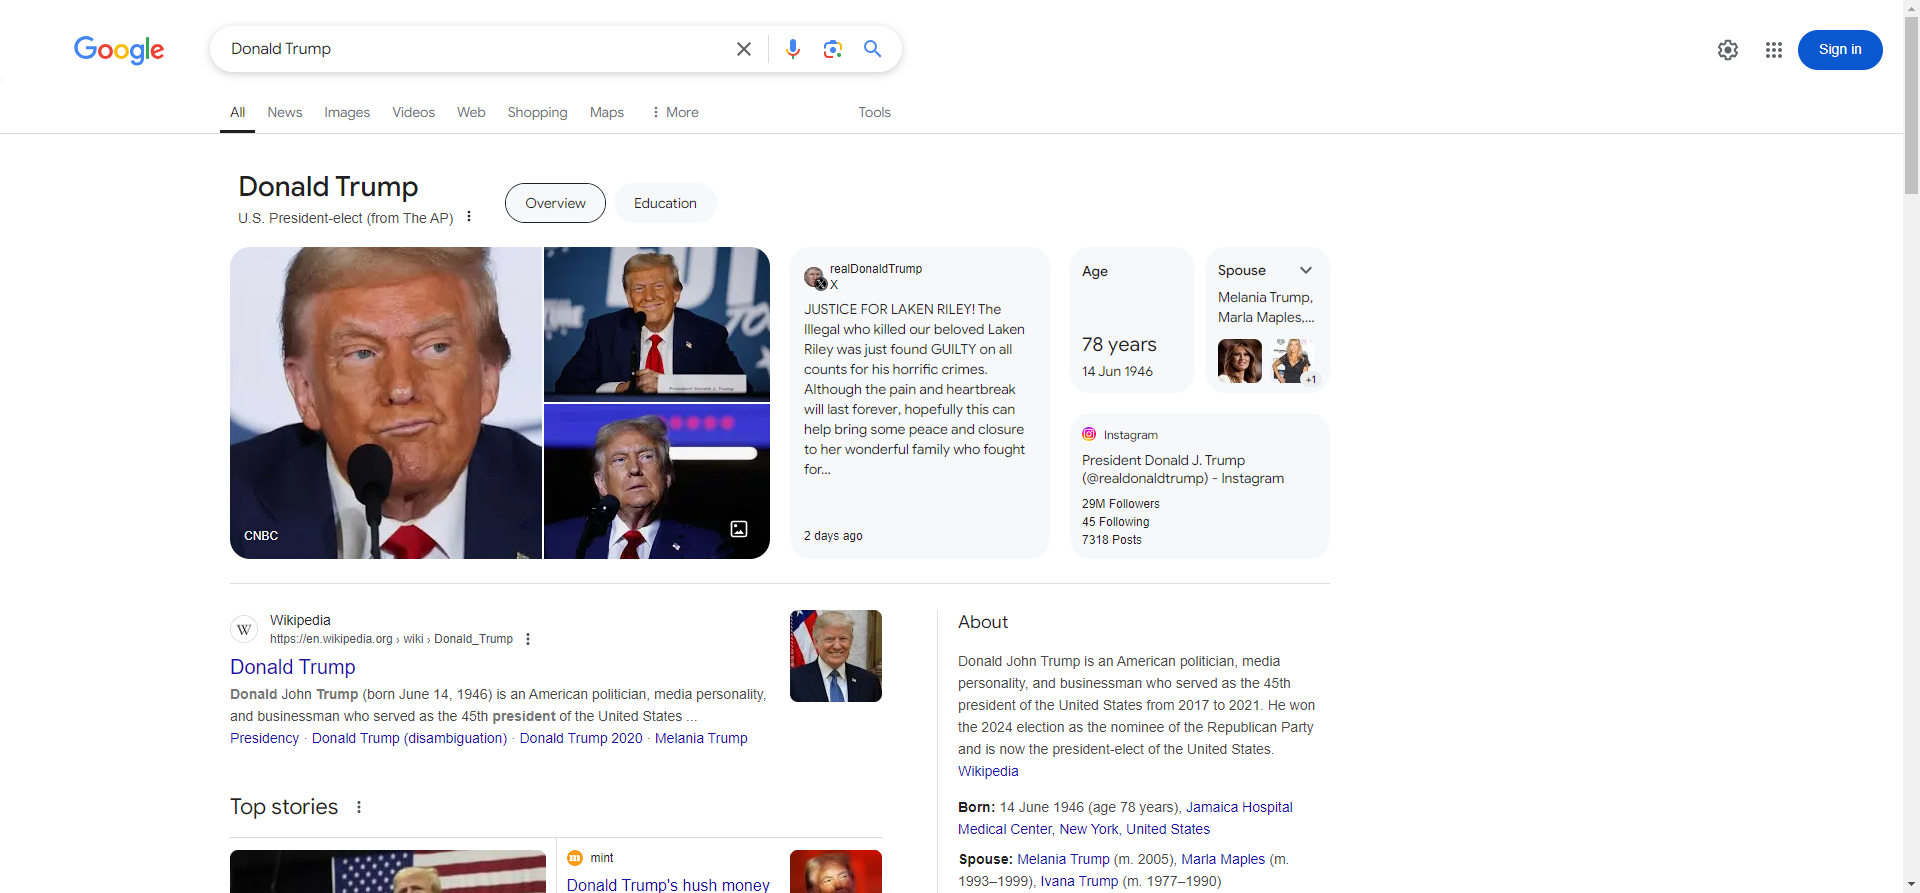 Google
Donald Trump
Sign in
All
News
Images
Videos
Web
Shopping
Maps
More
Tools
Donald Trump
U.S. President-elect (from The AP)
Overview
Education
CNBC
President Donald J. Trump
realDonaldTrump
X
JUSTICE FOR LAKEN RILEY! The
Illegal who killed our beloved Laken
Riley was just found GUILTY on all
counts for his horrific crimes.
Although the pain and heartbreak
will last forever, hopefully this can
help bring some peace and closure
to her wonderful family who fought
for...
2 days ago
Age
78 years
14 Jun 1946
Spouse
Melania Trump,
Marla Maples,...
+1
Instagram
President Donald J. Trump
(@realdonaldtrump) - Instagram
29M Followers
45 Following
7318 Posts
W
Wikipedia
https://en.wikipedia.org › wiki › Donald_Trump
Donald Trump
Donald John Trump (born June 14, 1946) is an American politician, media personality,
and businessman who served as the 45th president of the United States ...
Presidency · Donald Trump (disambiguation) · Donald Trump 2020 · Melania Trump
Top stories
m
mint
Donald Trump's hush money
About
Donald John Trump is an American politician, media
personality, and businessman who served as the 45th
president of the United States from 2017 to 2021. He won
the 2024 election as the nominee of the Republican Party
and is now the president-elect of the United States.
Wikipedia
Born: 14 June 1946 (age 78 years), Jamaica Hospital
Medical Center, New York, United States
Spouse: Melania Trump (m. 2005), Marla Maples (m.
1993–1999), Ivana Trump (m. 1977–1990)